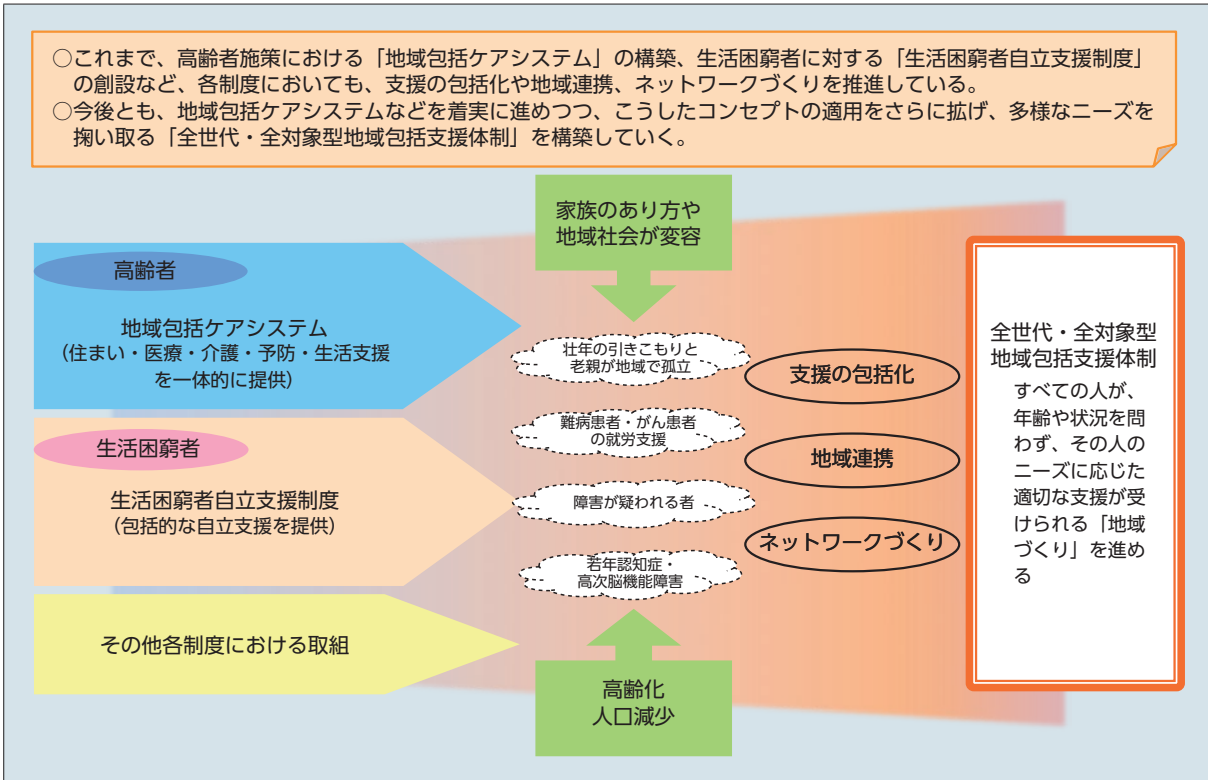 ○これまで、高齢者施策における「地域包括ケアシステム」の構築、生活困窮者に対する「生活困窮者自立支援制度」
の創設など、各制度においても、支援の包括化や地域連携、ネットワークづくりを推進している。
○今後とも、地域包括ケアシステムなどを着実に進めつつ、こうしたコンセプトの適用をさらに拡げ、多様なニーズを
掬い取る「全世代・全対象型地域包括支援体制」を構築していく。
家族のあり方や
地域社会が変容
高齢者
地域包括ケアシステム
(住まい・医療・介護・予防・生活支援
を一体的に提供)
生活困窮者
生活困窮者自立支援制度
(包括的な自立支援を提供)
その他各制度における取組
壮年の引きこもりと
老親が地域で孤立
難病患者・がん患者
の就労支援
障害が疑われる者
若年認知症・
高次脳機能障害
高齢化
人口減少
支援の包括化
地域連携
ネットワークづくり
全世代・全対象型
地域包括支援体制
すべての人が、
年齢や状況を問
わず、その人の
ニーズに応じた
適切な支援が受
けられる「地域
づくり」を進め
る